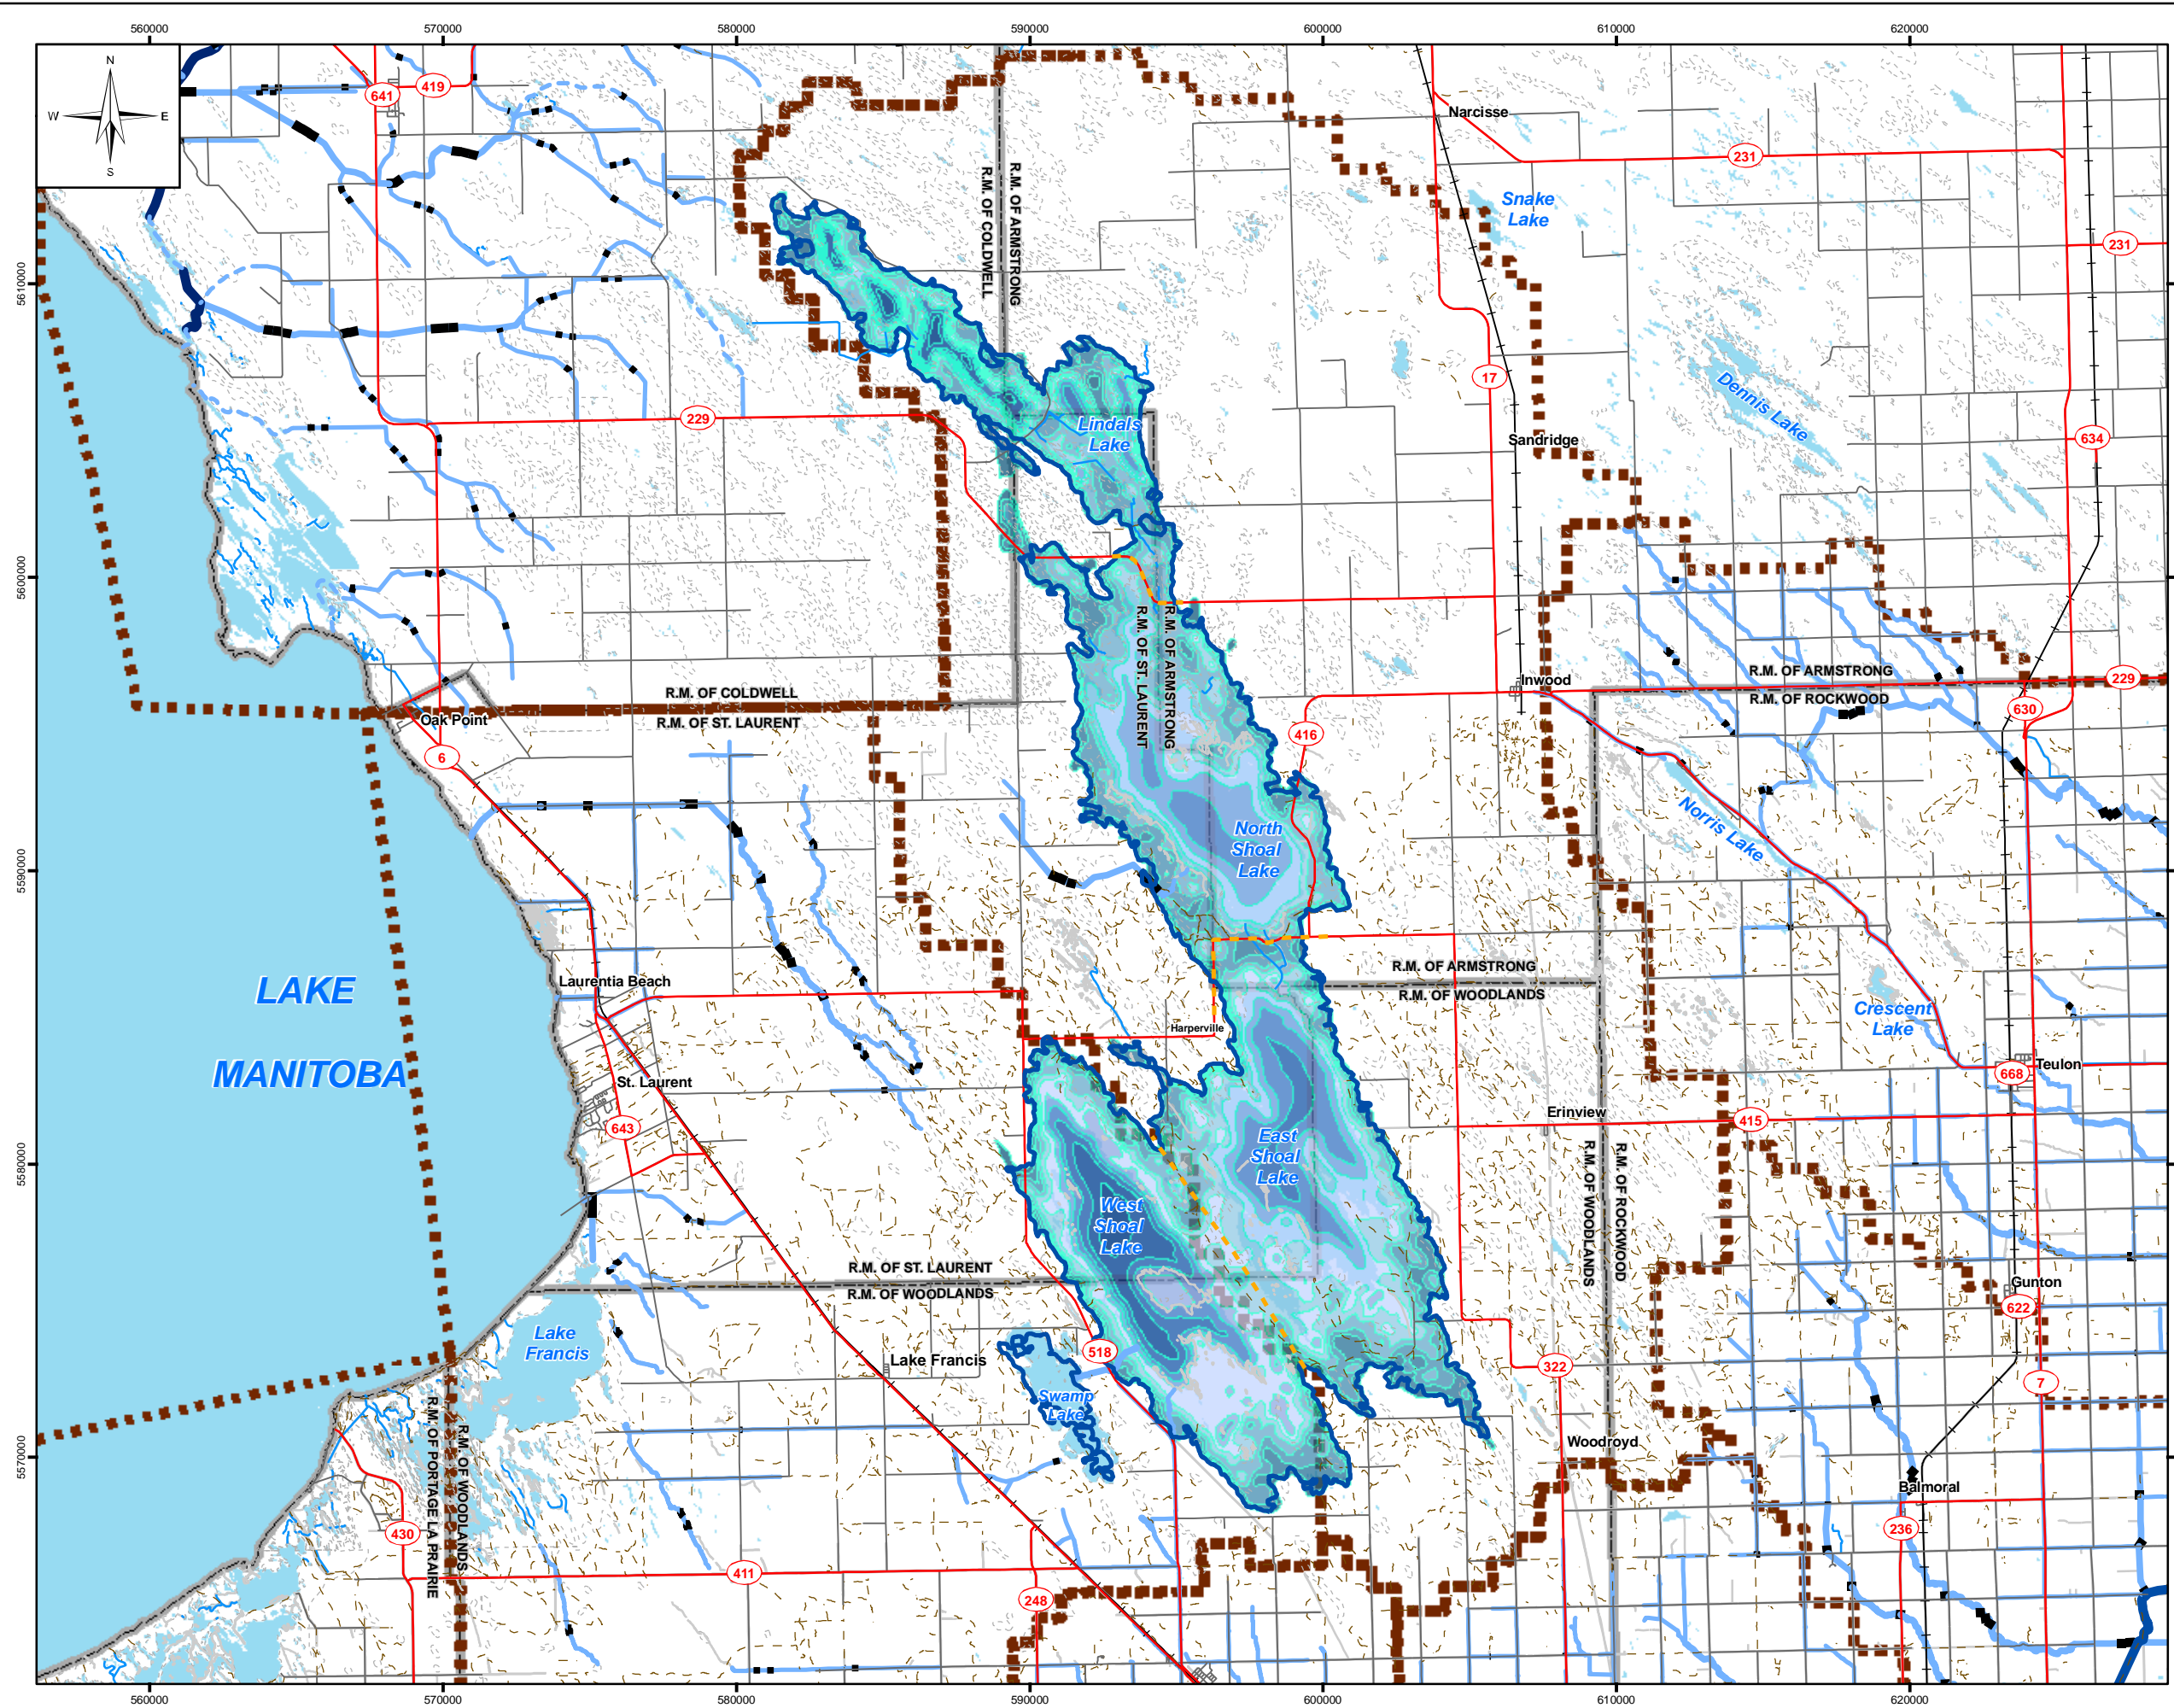 560000 570000 580000 590000 600000 610000 620000
N
W E
S
641
419
Narcisse
231
Snake
Lake
231
R.M. OF COLDWELL
R.M. OF ARMSTRONG
5610000
17
Dennis Lake
229
Lindals
Lake
Sandridge
634
5600000
R.M. OF ST. LAURENT
R.M. OF ARMSTRONG
R.M. OF COLDWELL
R.M. OF ST. LAURENT
Inwood
R.M. OF ARMSTRONG
R.M. OF ROCKWOOD
229
630
Oak Point
6
416
Norris Lake
North
Shoal
Lake
5590000
Laurentia Beach
R.M. OF ARMSTRONG
R.M. OF WOODLANDS
LAKE
MANITOBA
Harperville
Crescent
Lake
Teulon
668
St. Laurent
643
Erinview
415
East
Shoal
Lake
5580000
R.M. OF WOODLANDS
R.M. OF ROCKWOOD
West
Shoal
Lake
R.M. OF ST. LAURENT
R.M. OF WOODLANDS
Gunton
622
Lake
Francis
Lake Francis
518
322
7
Swamp
Lake
R.M. OF PORTAGE LA PRAIRIE
R.M. OF WOODLANDS
Woodroyd
5570000
Balmoral
430
236
411
248
560000 570000 580000 590000 600000 610000 620000